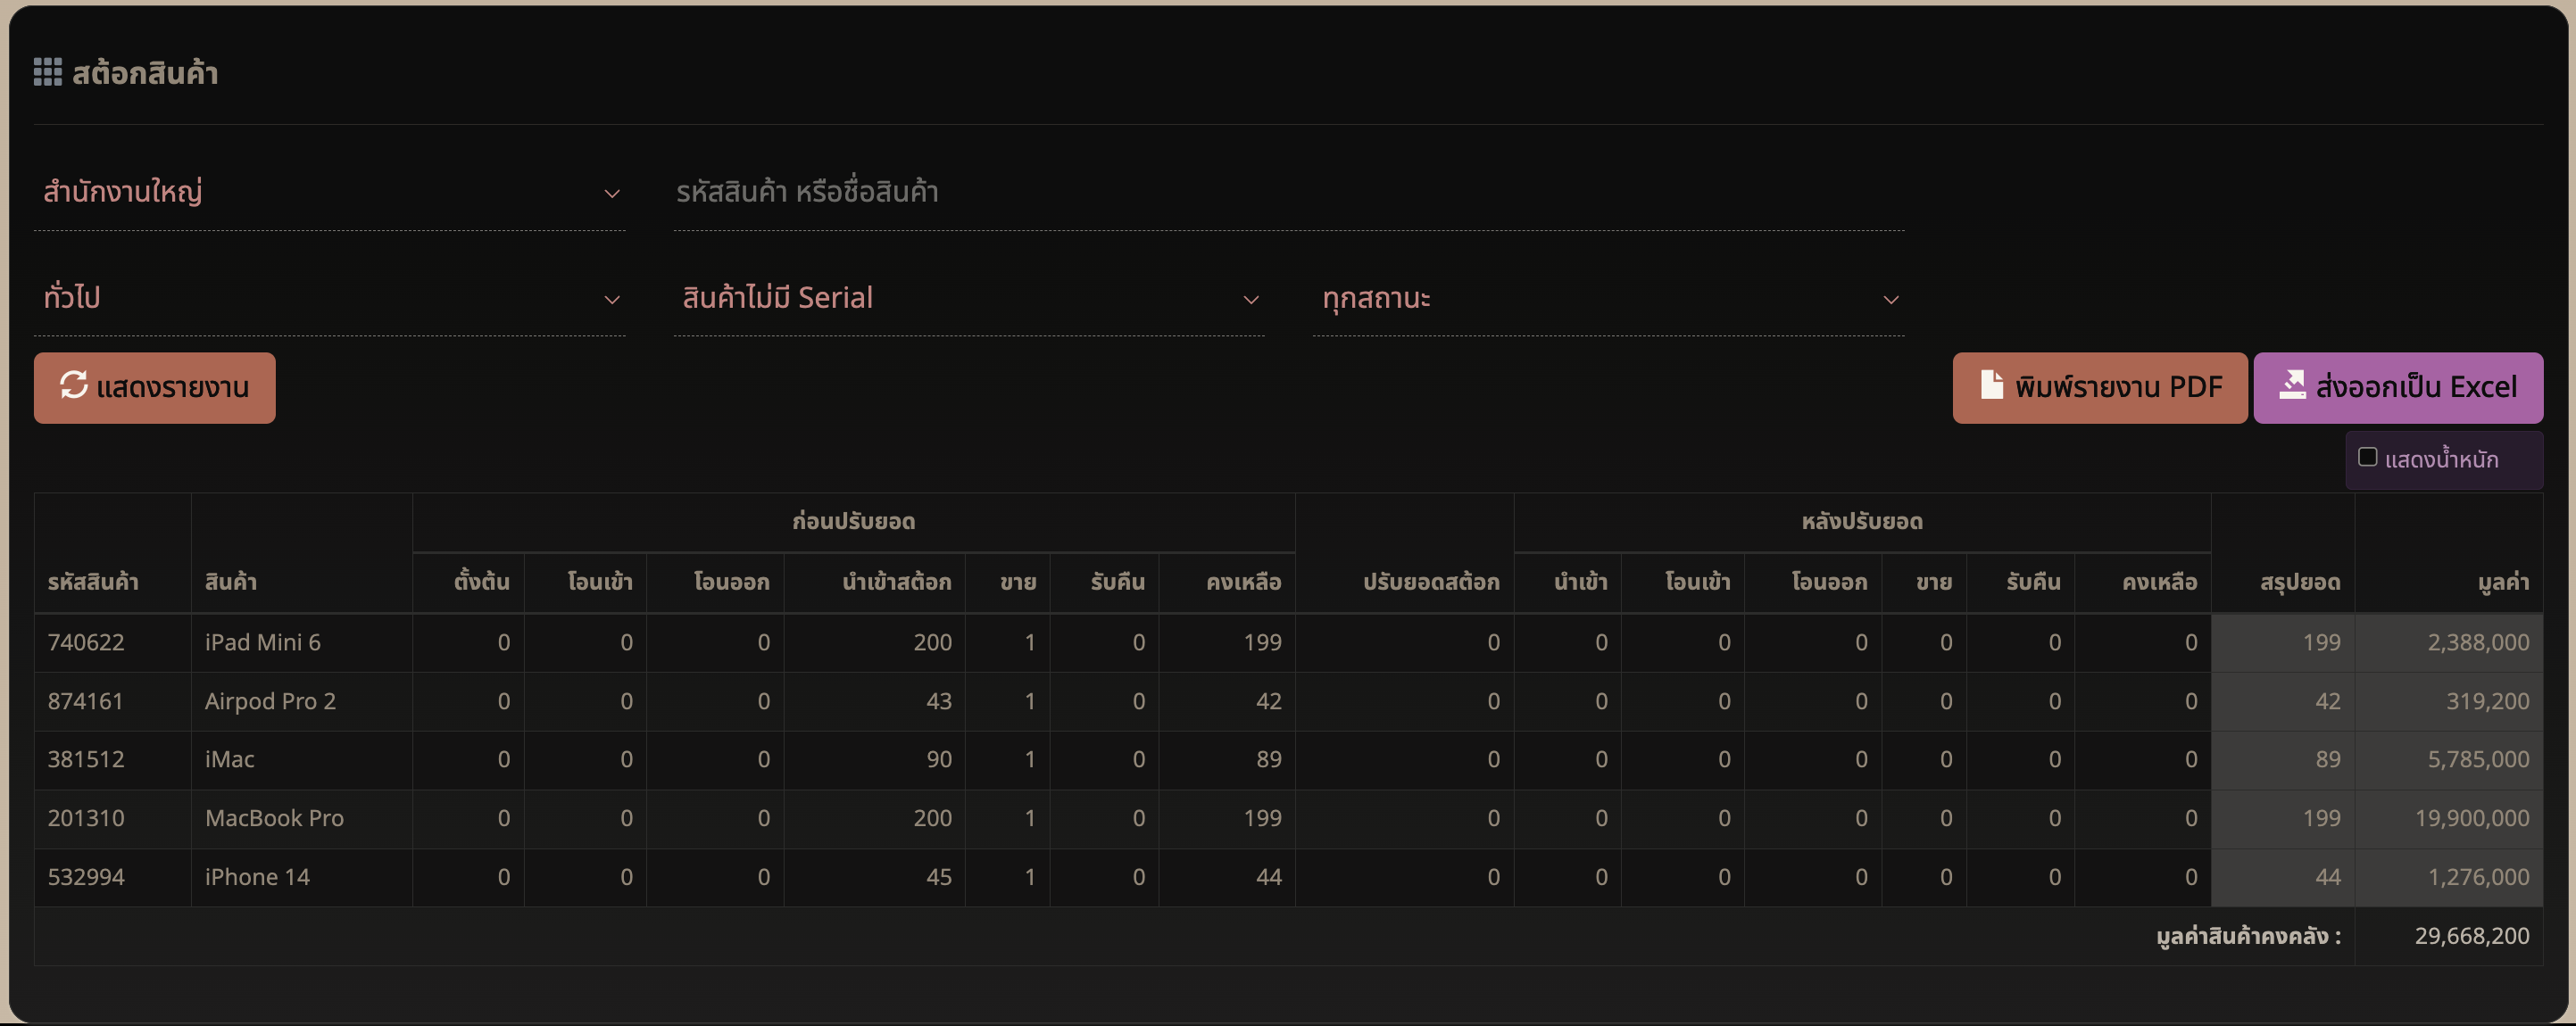 สต้อกสินค้า
สำนักงานใหญ่ รหัสสินค้า หรือชื่อสินค้า
ทั่วไป สินค้าไม่มี Serial ทุกสถานะ
แสดงรายงาน พิมพ์รายงาน PDF ส่งออกเป็น Excel
แสดงน้ำหนัก
ก่อนปรับยอด หลังปรับยอด
รหัสสินค้า สินค้า ตั้งต้น โอนเข้า โอนออก นำเข้าสต้อก ขาย รับคืน คงเหลือ ปรับยอดสต้อก นำเข้า โอนเข้า โอนออก ขาย รับคืน คงเหลือ สรุปยอด มูลค่า
740622 iPad Mini 6 0 0 0 200 1 0 199 0 0 0 0 0 0 0 199 2,388,000
874161 Airpod Pro 2 0 0 0 43 1 0 42 0 0 0 0 0 0 0 42 319,200
381512 iMac 0 0 0 90 1 0 89 0 0 0 0 0 0 0 89 5,785,000
201310 MacBook Pro 0 0 0 200 1 0 199 0 0 0 0 0 0 0 199 19,900,000
532994 iPhone 14 0 0 0 45 1 0 44 0 0 0 0 0 0 0 44 1,276,000
มูลค่าสินค้าคงคลัง : 29,668,200